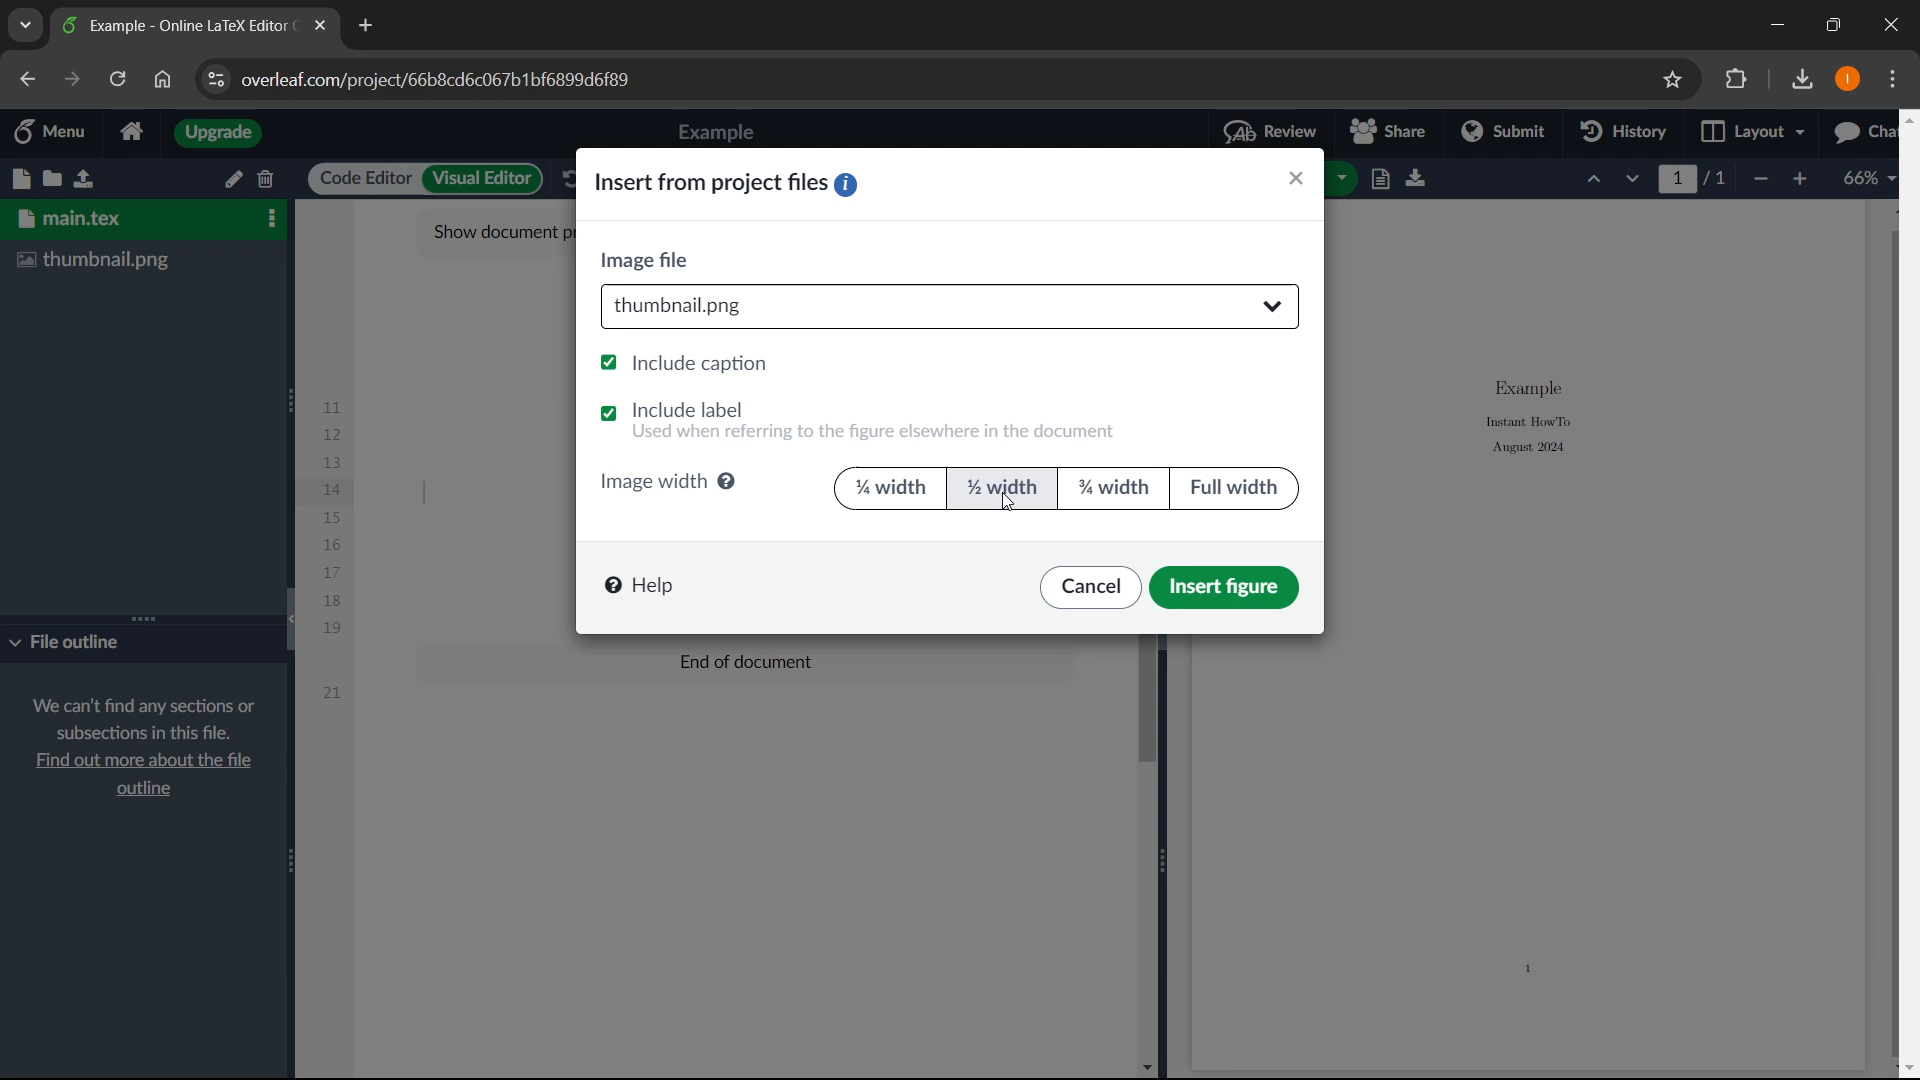 Example - Online LaTeX Editor
overleaf.com/project/66b8cd6c067b1bf6899d6f89
I
Menu
Upgrade
Example
Review
Share
Submit
History
Layout
Cha
Code Editor
Visual Editor
1 / 1
66%
main.tex
thumbnail.png
Show document pr
Insert from project files
Image file
thumbnail.png
Include caption
Include label
Used when referring to the figure elsewhere in the document
Image width
¼ width
½ width
¾ width
Full width
Help
Cancel
Insert figure
11
12
13
14
15
16
17
18
19
End of document
21
File outline
We can't find any sections or
subsections in this file.
Find out more about the file
outline
Example
Instant HowTo
August 2024
1